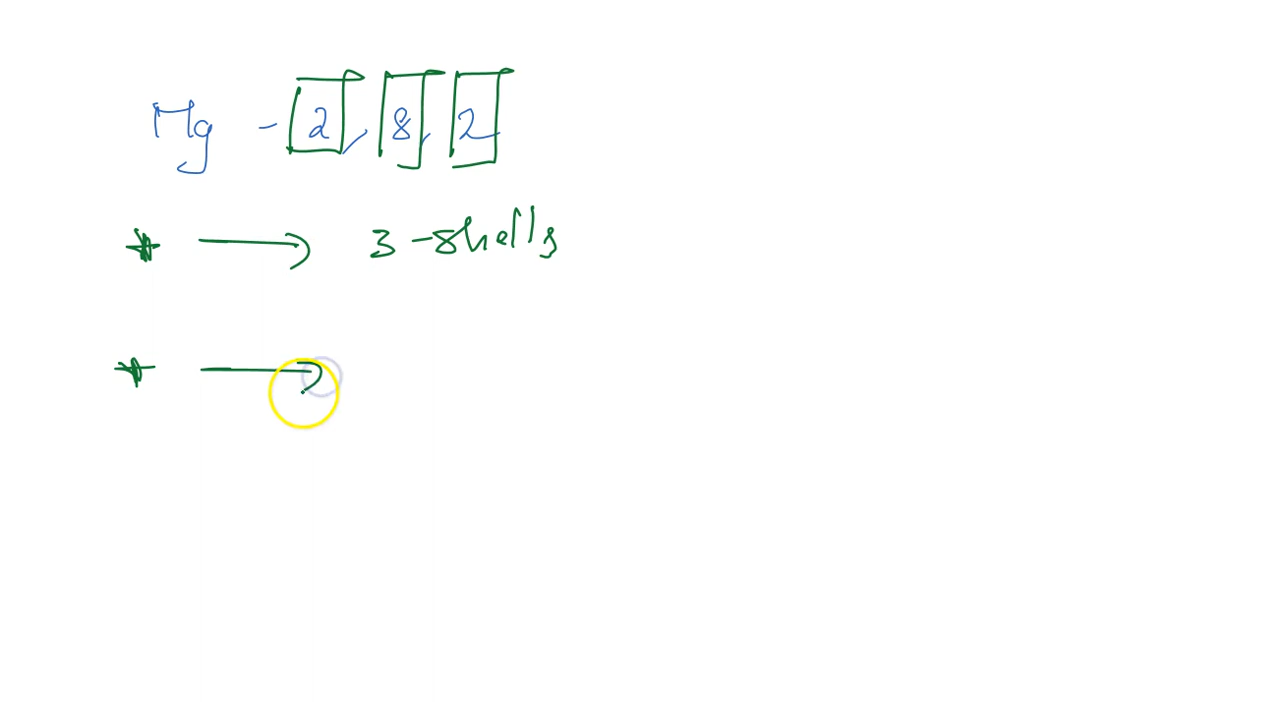 Mg - 2, 8, 2
* → 3 - shells
* →